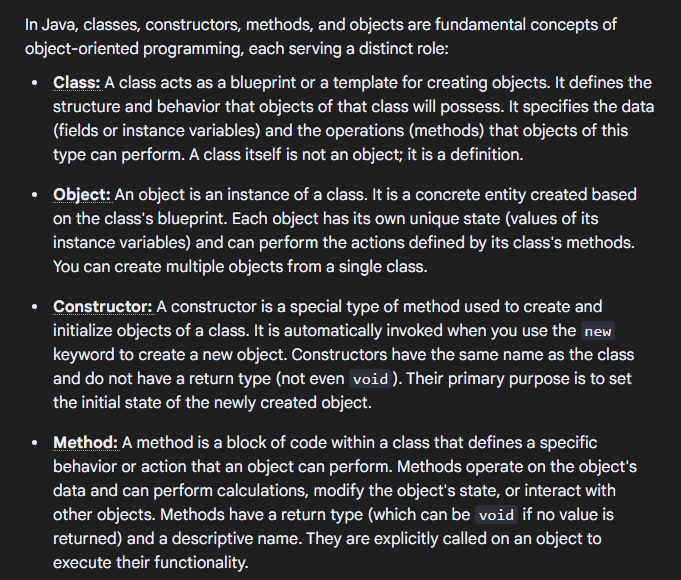 In Java, classes, constructors, methods, and objects are fundamental concepts of
object-oriented programming, each serving a distinct role:
• Class: A class acts as a blueprint or a template for creating objects. It defines the
structure and behavior that objects of that class will possess. It specifies the data
(fields or instance variables) and the operations (methods) that objects of this
type can perform. A class itself is not an object; it is a definition.
• Object: An object is an instance of a class. It is a concrete entity created based
on the class's blueprint. Each object has its own unique state (values of its
instance variables) and can perform the actions defined by its class's methods.
You can create multiple objects from a single class.
• Constructor: A constructor is a special type of method used to create and
initialize objects of a class. It is automatically invoked when you use the new
keyword to create a new object. Constructors have the same name as the class
and do not have a return type (not even void ). Their primary purpose is to set
the initial state of the newly created object.
• Method: A method is a block of code within a class that defines a specific
behavior or action that an object can perform. Methods operate on the object's
data and can perform calculations, modify the object's state, or interact with
other objects. Methods have a return type (which can be void if no value is
returned) and a descriptive name. They are explicitly called on an object to
execute their functionality.